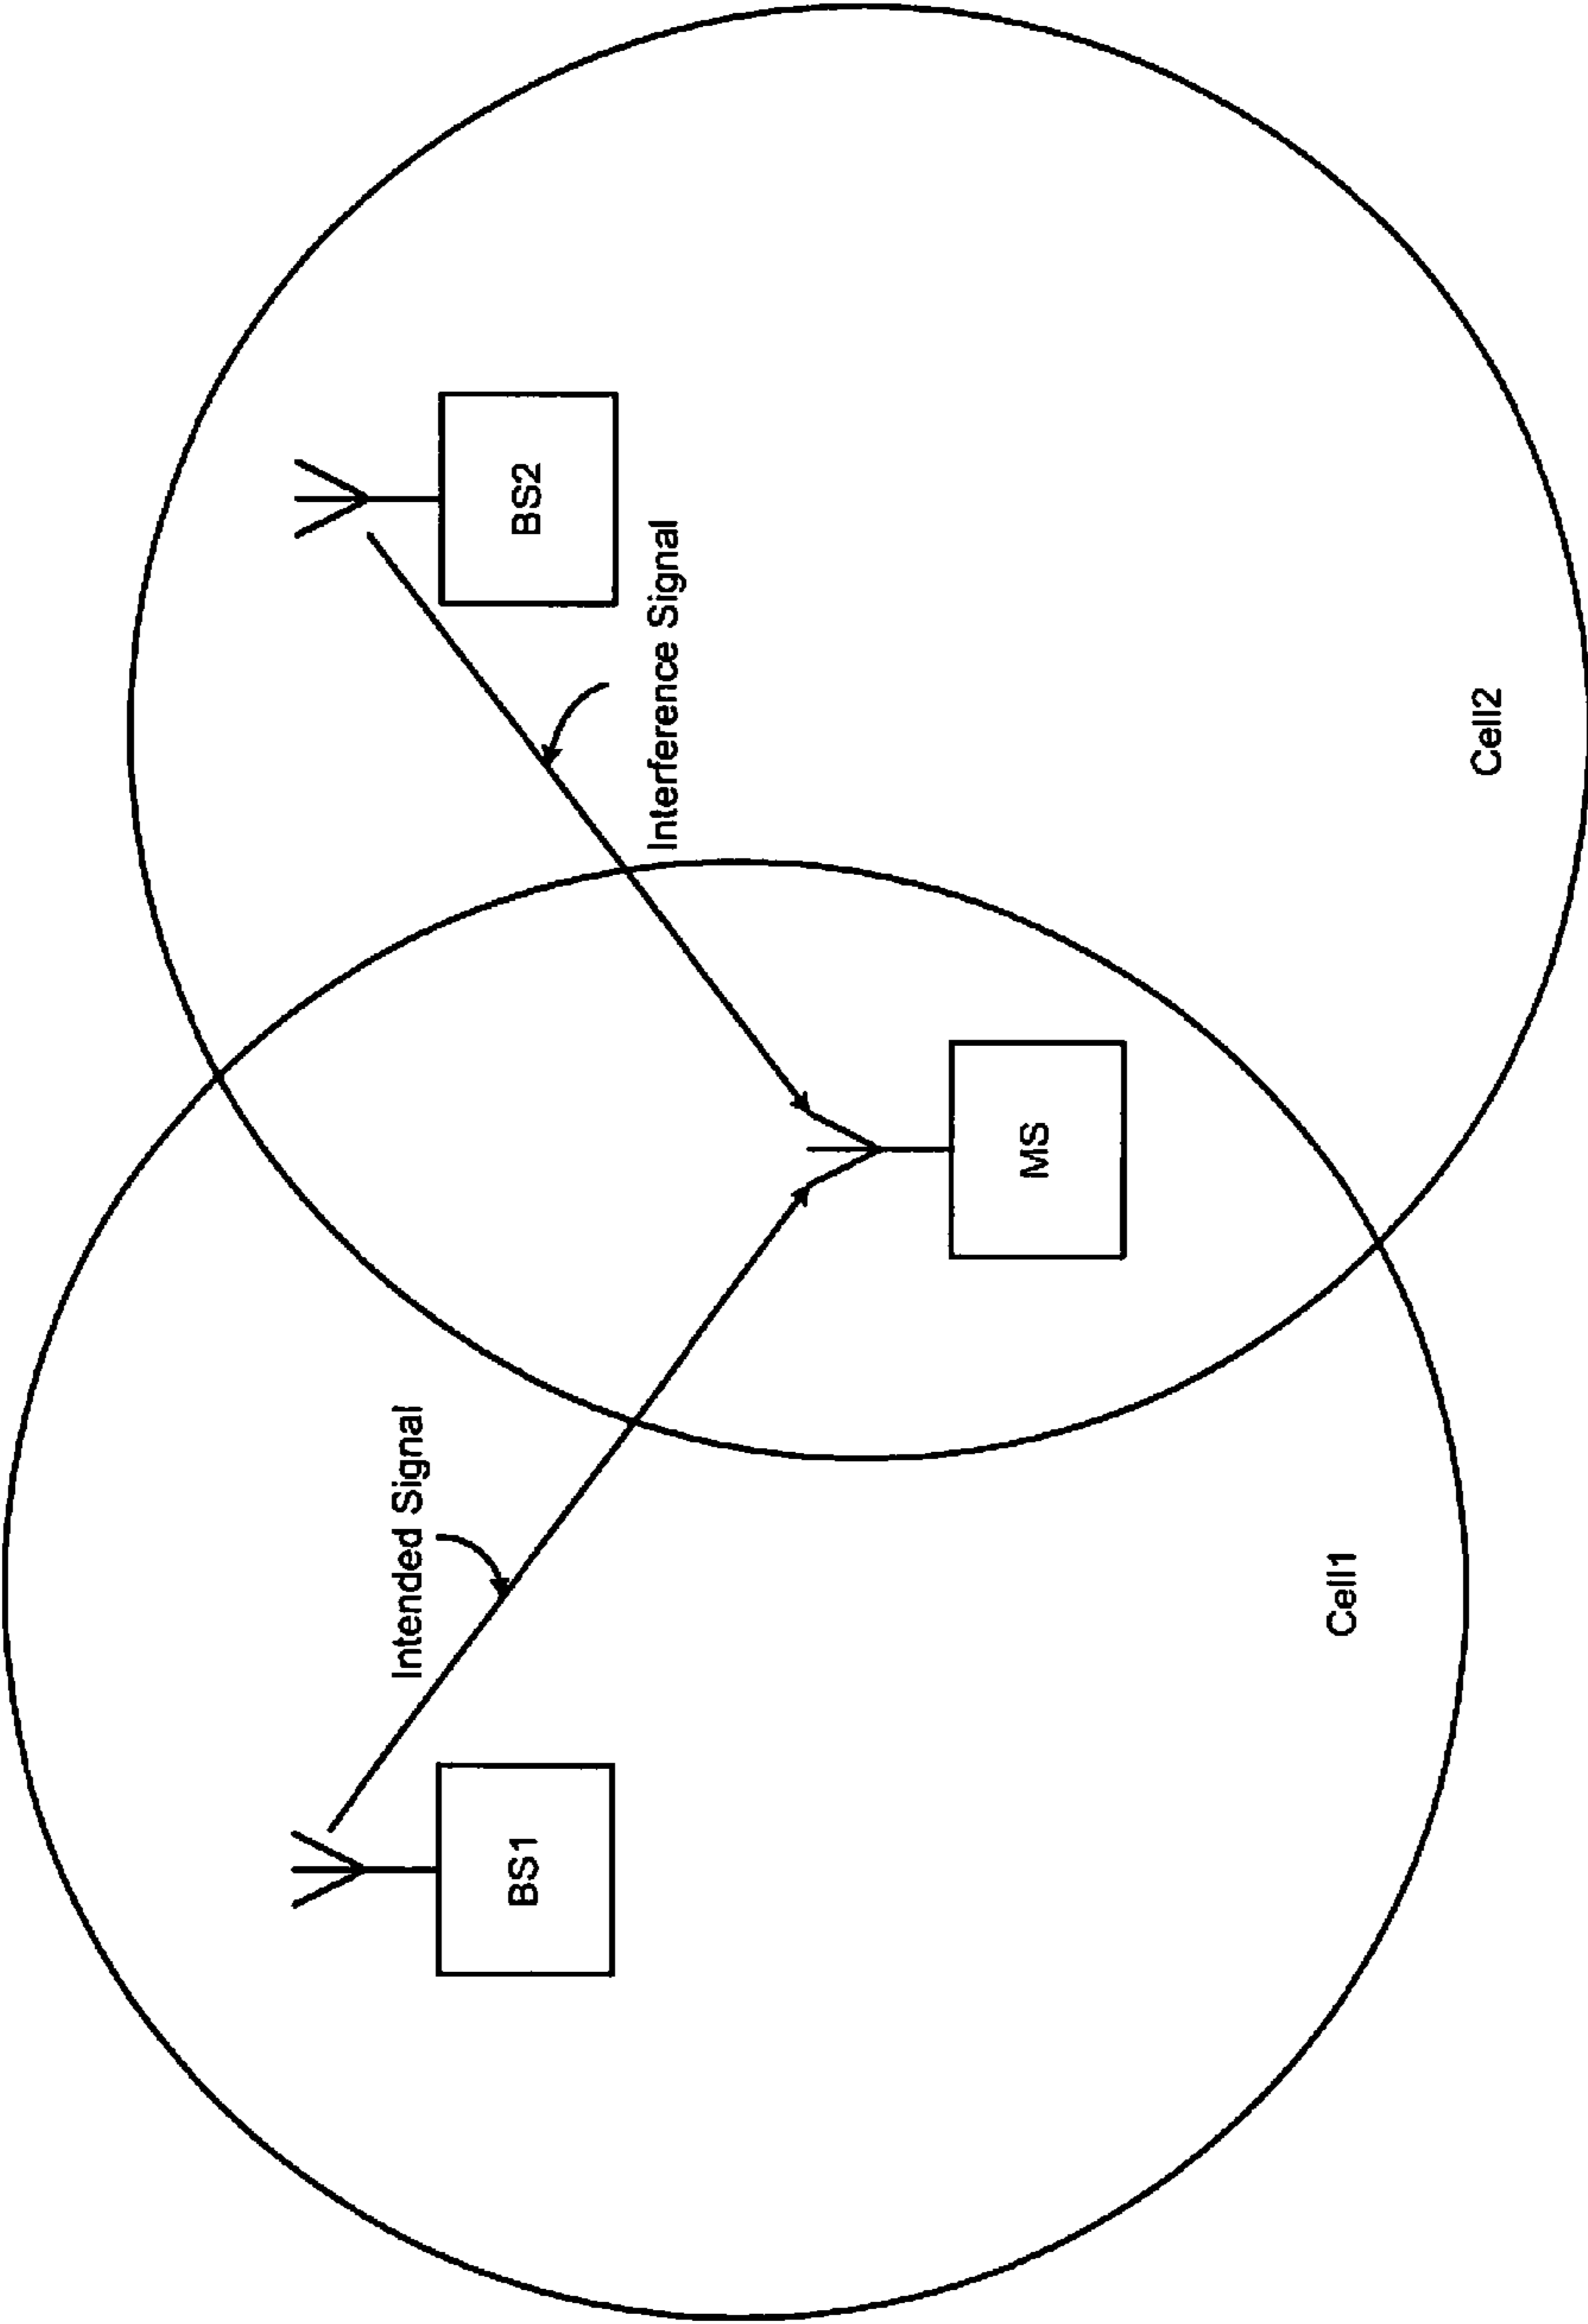 BS1
Intended Signal
Cell1
MS
Interference Signal
BS2
Cell2